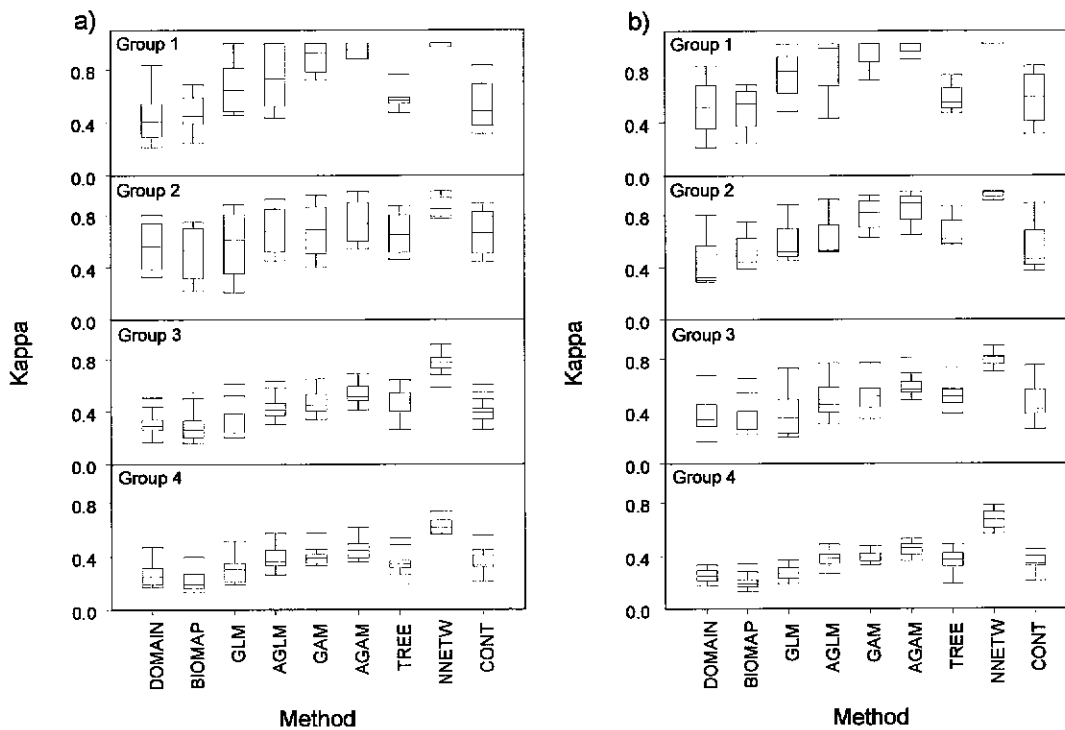 a)
Kappa
Group 1
0.8
0.4
0.0
Group 2
0.8
0.4
0.0
Group 3
0.8
0.4
0.0
Group 4
0.8
0.4
0.0
DOMAIN
BIOMAP
GLM
AGLM
GAM
AGAM
TREE
NNETW
CONT
Method
b)
Kappa
Group 1
0.8
0.4
0.0
Group 2
0.8
0.4
0.0
Group 3
0.8
0.4
0.0
Group 4
0.8
0.4
0.0
DOMAIN
BIOMAP
GLM
AGLM
GAM
AGAM
TREE
NNETW
CONT
Method